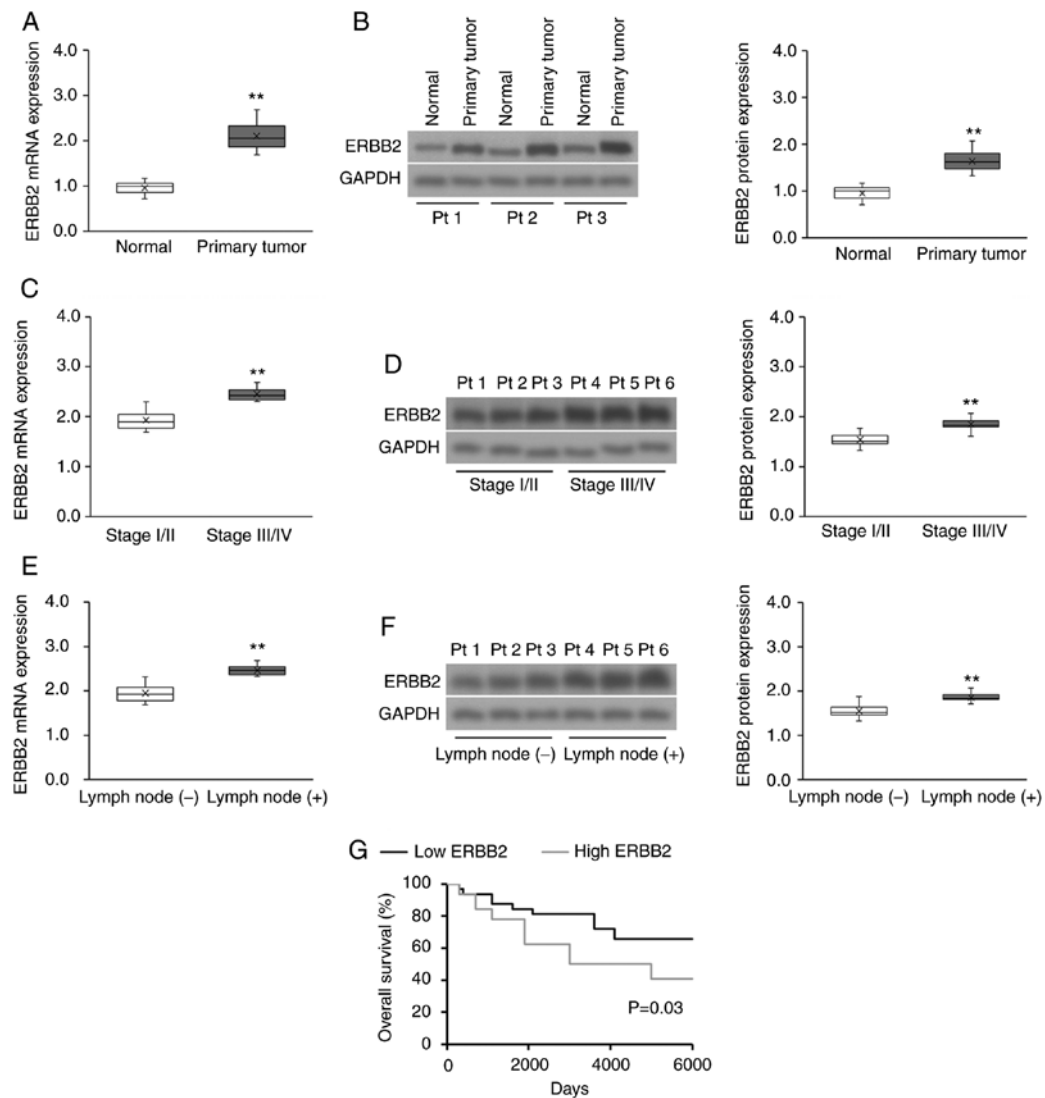 A
ERBB2 mRNA expression
4.0
3.0
2.0
1.0
0.0
**
Normal
Primary tumor
B
Normal
Primary tumor
Normal
Primary tumor
Normal
Primary tumor
ERBB2
GAPDH
Pt 1
Pt 2
Pt 3
ERBB2 protein expression
4.0
3.0
2.0
1.0
0.0
**
Normal
Primary tumor
C
ERBB2 mRNA expression
4.0
3.0
2.0
1.0
0.0
**
Stage I/II
Stage III/IV
D
Pt 1 Pt 2 Pt 3 Pt 4 Pt 5 Pt 6
ERBB2
GAPDH
Stage I/II
Stage III/IV
ERBB2 protein expression
4.0
3.0
2.0
1.0
0.0
**
Stage I/II
Stage III/IV
E
ERBB2 mRNA expression
4.0
3.0
2.0
1.0
0.0
**
Lymph node (–)
Lymph node (+)
F
Pt 1 Pt 2 Pt 3 Pt 4 Pt 5 Pt 6
ERBB2
GAPDH
Lymph node (–)
Lymph node (+)
ERBB2 protein expression
4.0
3.0
2.0
1.0
0.0
**
Lymph node (–)
Lymph node (+)
G
Low ERBB2
High ERBB2
Overall survival (%)
100
80
60
40
20
0
P=0.03
0
2000
4000
6000
Days